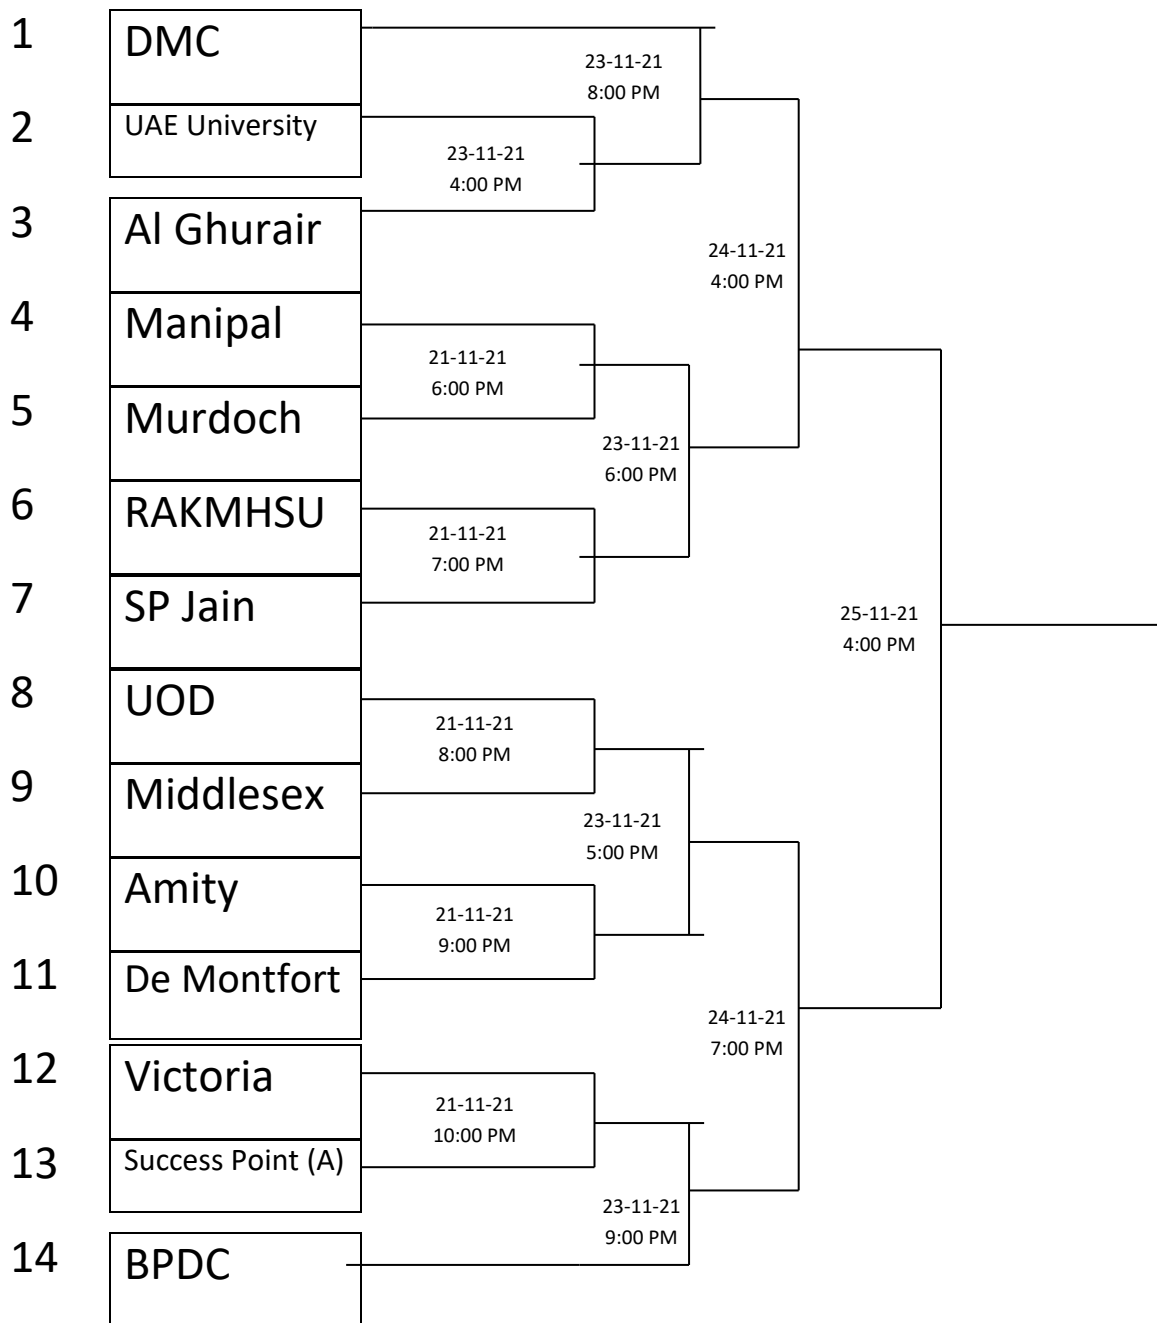 1 DMC
23-11-21
8:00 PM
2 UAE University
23-11-21
4:00 PM
3 Al Ghurair
24-11-21
4:00 PM
4 Manipal
21-11-21
6:00 PM
5 Murdoch
23-11-21
6:00 PM
6 RAKMHSU
21-11-21
7:00 PM
7 SP Jain
25-11-21
4:00 PM
8 UOD
21-11-21
8:00 PM
9 Middlesex
23-11-21
5:00 PM
10 Amity
21-11-21
9:00 PM
11 De Montfort
24-11-21
7:00 PM
12 Victoria
21-11-21
10:00 PM
13 Success Point (A)
23-11-21
9:00 PM
14 BPDC